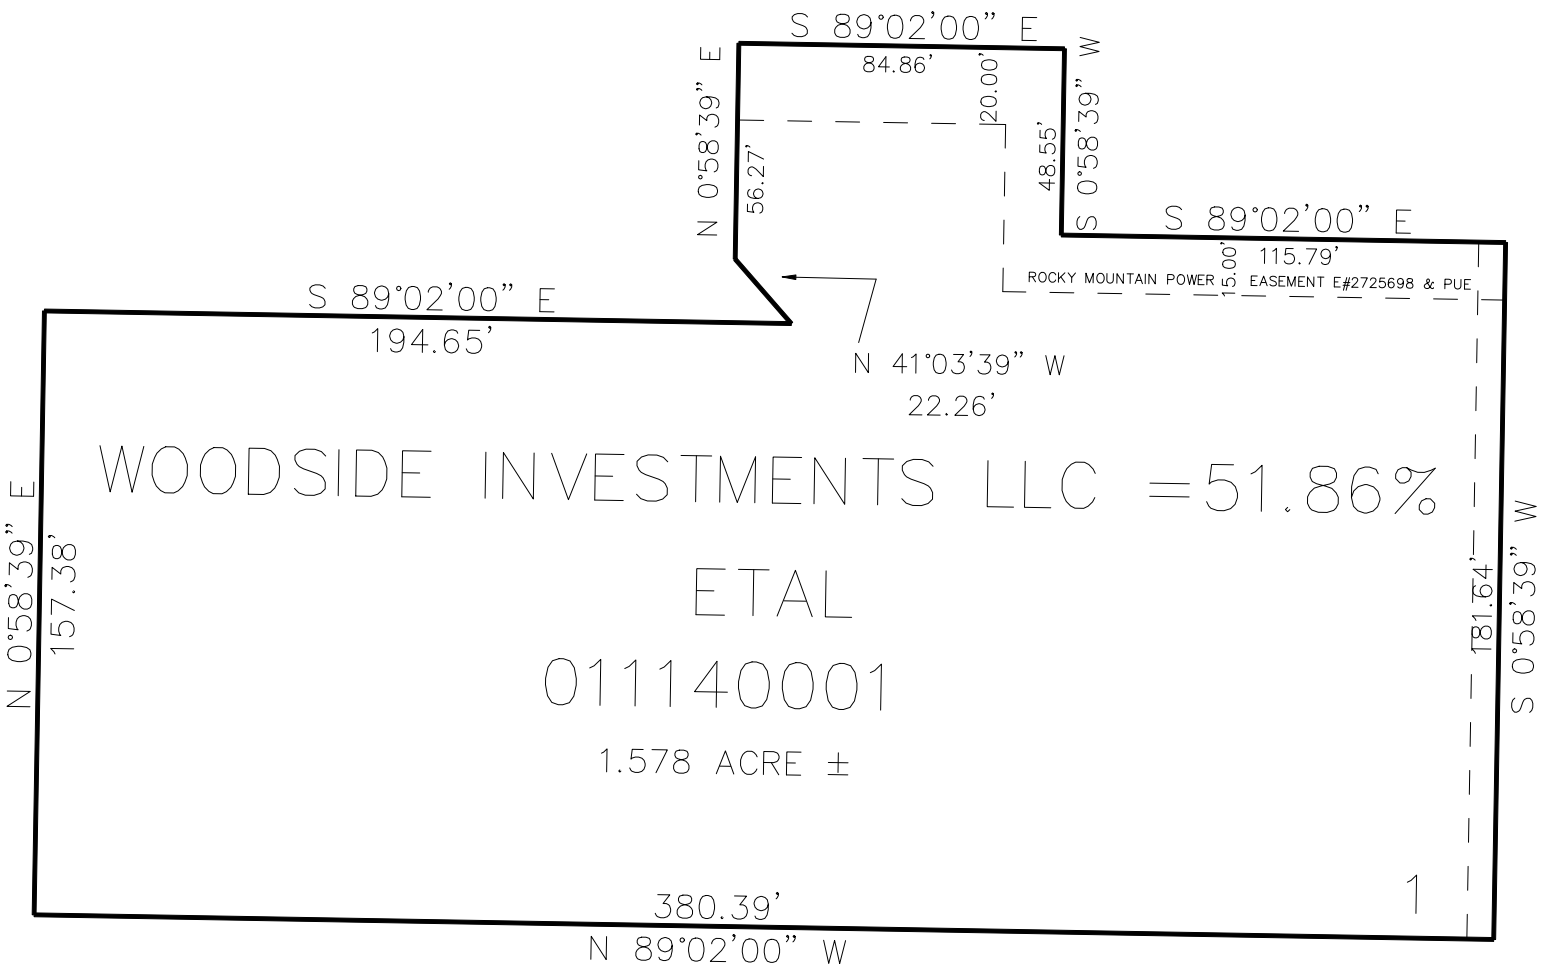 S 89°02'00" E
84.86'
N 0°58'39" E
56.27'
20.00'
48.55'
S 0°58'39" W
S 89°02'00" E
115.79'
15.00'
ROCKY MOUNTAIN POWER EASEMENT E#2725698 & PUE
S 89°02'00" E
194.65'
N 41°03'39" W
22.26'
WOODSIDE INVESTMENTS LLC =51.86%
ETAL
011140001
1.578 ACRE ±
N 0°58'39" E
157.38'
181.64'
S 0°58'39" W
1
380.39'
N 89°02'00" W